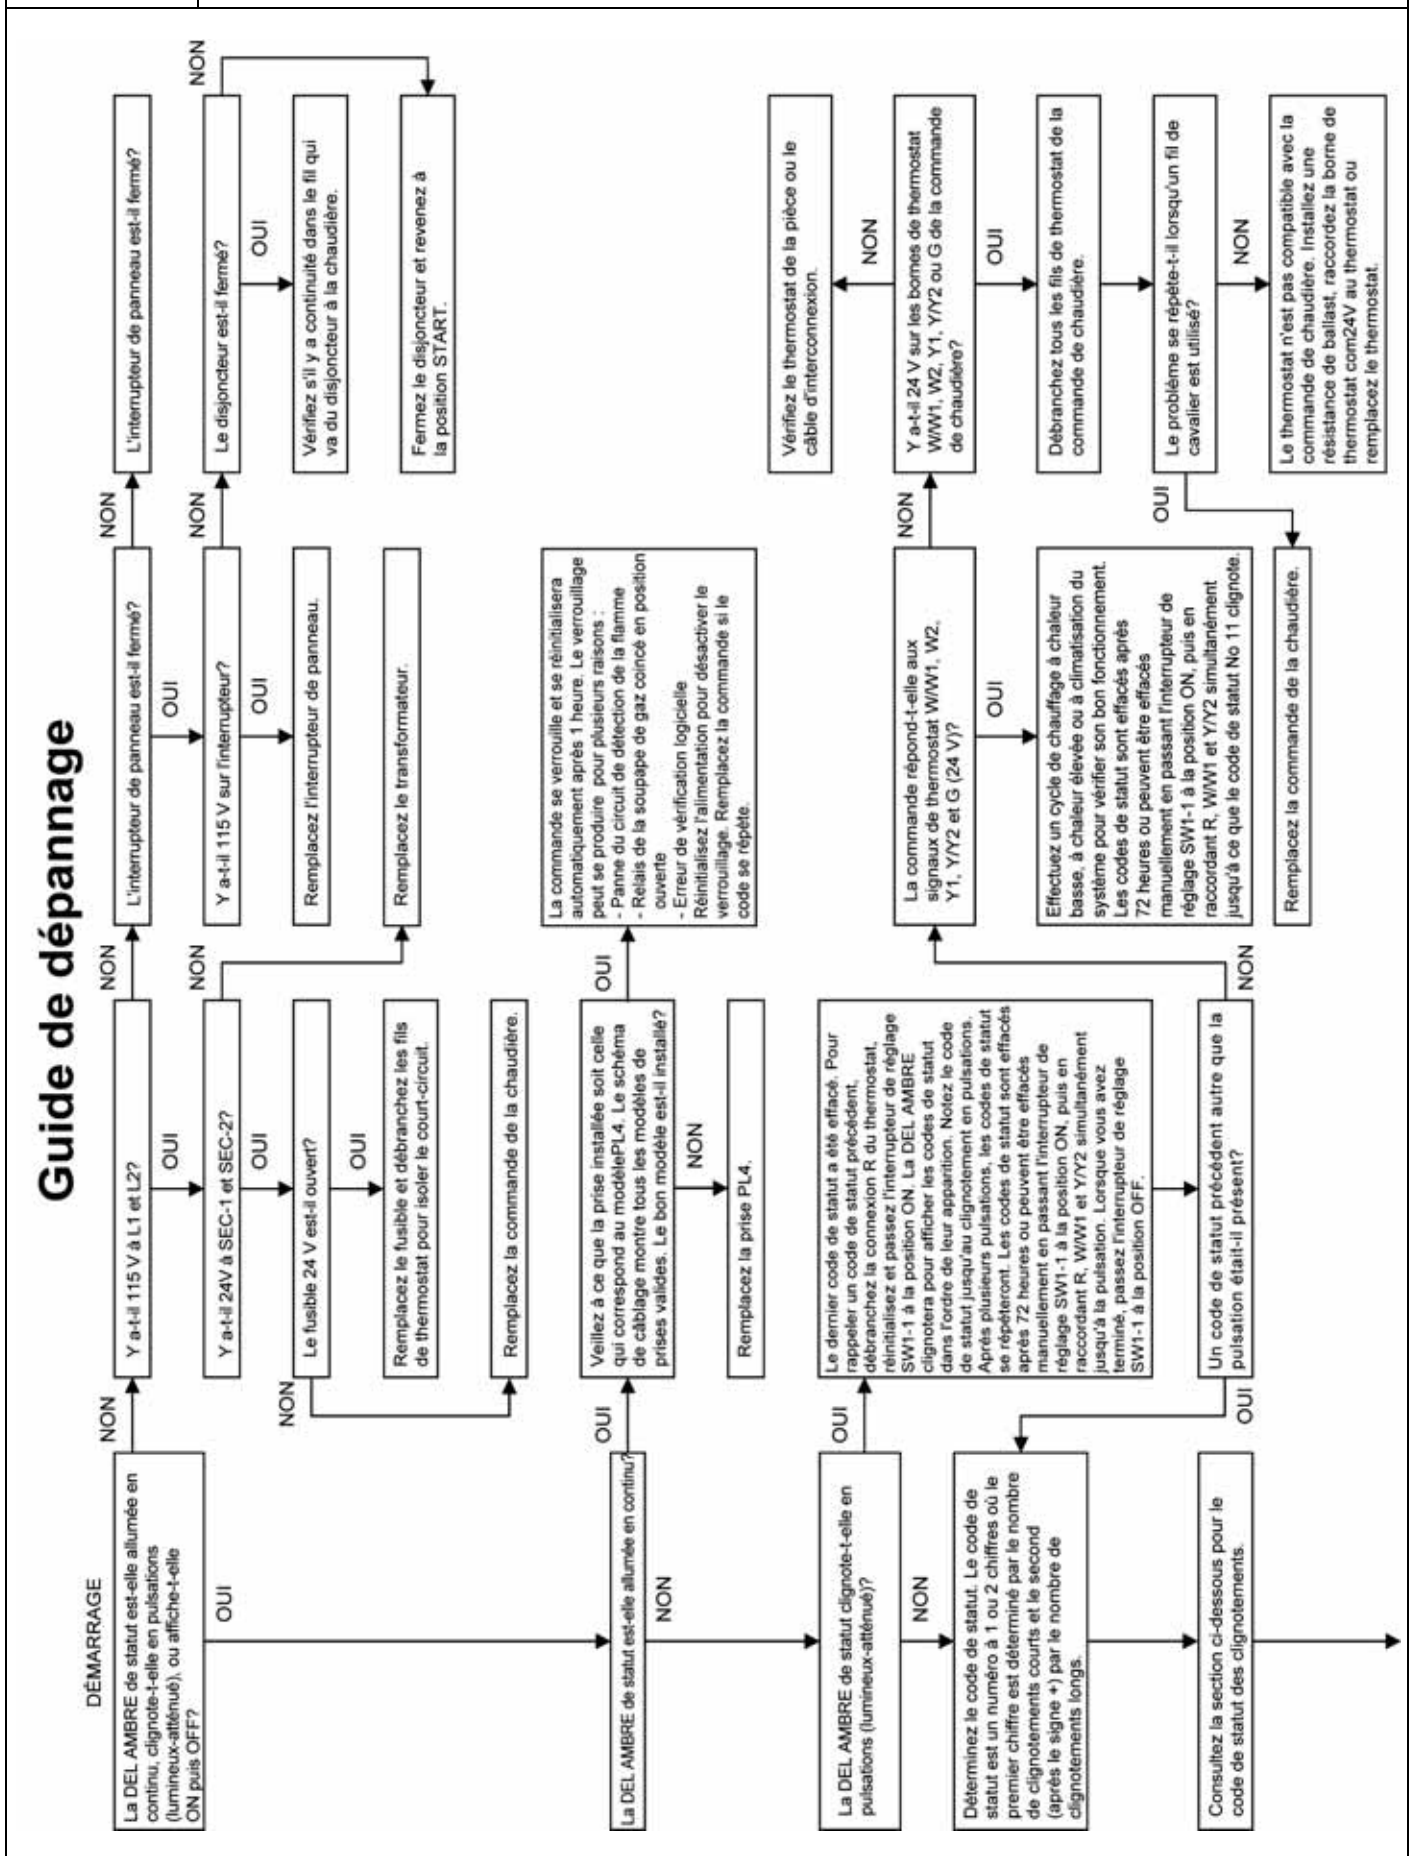 Guide de dépannage
DÉMARRAGE
La DEL AMBRE de statut est-elle allumée en
continu, clignote-t-elle en pulsations
(lumineux-atténué), ou affiche-t-elle
ON puis OFF?
NON
OUI
Y a-t-il 115 V à L1 et L2?
NON
OUI
L'interrupteur de panneau est-il fermé?
NON
OUI
L'interrupteur de panneau est-il fermé?
Y a-t-il 24V à SEC-1 et SEC-2?
NON
OUI
Y a-t-il 115 V sur l'interrupteur?
NON
OUI
Le disjoncteur est-il fermé?
NON
OUI
Le fusible 24 V est-il ouvert?
NON
OUI
Remplacez l'interrupteur de panneau.
Vérifiez s'il y a continuité dans le fil qui
va du disjoncteur à la chaudière.
Remplacez le fusible et débranchez les fils
de thermostat pour isoler le court-circuit.
Remplacez le transformateur.
Fermez le disjoncteur et revenez à
la position START.
Remplacez la commande de la chaudière.
La DEL AMBRE de statut est-elle allumée en continu?
OUI
NON
Veillez à ce que la prise installée soit celle
qui correspond au modèlePL4. Le schéma
de câblage montre tous les modèles de
prises valides. Le bon modèle est-il installé?
OUI
NON
La commande se verrouille et se réinitialisera
automatiquement après 1 heure. Le verrouillage
peut se produire pour plusieurs raisons :
- Panne du circuit de détection de la flamme
- Relais de la soupape de gaz coincé en position
ouverte
- Erreur de vérification logicielle
Réinitialisez l'alimentation pour désactiver le
verrouillage. Remplacez la commande si le
code se répète.
Remplacez la prise PL4.
La DEL AMBRE de statut clignote-t-elle en
pulsations (lumineux-atténué)?
OUI
NON
Le dernier code de statut a été effacé. Pour
rappeler un code de statut précédent,
débranchez la connexion R du thermostat,
réinitialisez et passez l'interrupteur de réglage
SW1-1 à la position ON. La DEL AMBRE
clignotera pour afficher les codes de statut
dans l'ordre de leur apparition. Notez le code
de statut jusqu'au clignotement en pulsations.
Après plusieurs pulsations, les codes de statut
se répéteront. Les codes de statut sont effacés
après 72 heures ou peuvent être effacés
manuellement en passant l'interrupteur de
réglage SW1-1 à la position ON, puis en
raccordant R, W/W1 et Y/Y2 simultanément
jusqu'à la pulsation. Lorsque vous avez
terminé, passez l'interrupteur de réglage
SW1-1 à la position OFF.
La commande répond-t-elle aux
signaux de thermostat W/W1, W2,
Y1, Y/Y2 et G (24 V)?
NON
OUI
Vérifiez le thermostat de la pièce ou le
câble d'interconnexion.
NON
Y a-t-il 24 V sur les bornes de thermostat
W/W1, W2, Y1, Y/Y2 ou G de la commande
de chaudière?
OUI
Débranchez tous les fils de thermostat de la
commande de chaudière.
Déterminez le code de statut. Le code de
statut est un numéro à 1 ou 2 chiffres où le
premier chiffre est déterminé par le nombre
de clignotements courts et le second
(après le signe +) par le nombre de
clignotements longs.
Effectuez un cycle de chauffage à chaleur
basse, à chaleur élevée ou à climatisation du
système pour vérifier son bon fonctionnement.
Les codes de statut sont effacés après
72 heures ou peuvent être effacés
manuellement en passant l'interrupteur de
réglage SW1-1 à la position ON, puis en
raccordant R, W/W1 et Y/Y2 simultanément
jusqu'à ce que le code de statut No 11 clignote.
Le problème se répète-t-il lorsqu'un fil de
cavalier est utilisé?
OUI
NON
Consultez la section ci-dessous pour le
code de statut des clignotements.
Un code de statut précédent autre que la
pulsation était-il présent?
OUI
NON
Remplacez la commande de la chaudière.
Le thermostat n'est pas compatible avec la
commande de chaudière. Installez une
résistance de ballast, raccordez la borne de
thermostat com24V au thermostat ou
remplacez le thermostat.